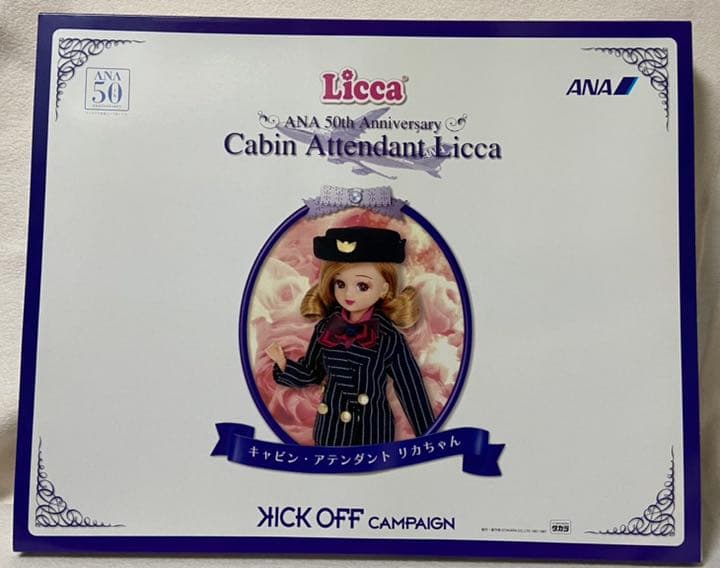 ANA
50
Anniversary
Licca
ANA
ANA 50th Anniversary
Cabin Attendant Licca
キャビン・アテンダント リカちゃん
KICK OFF CAMPAIGN
タカラ